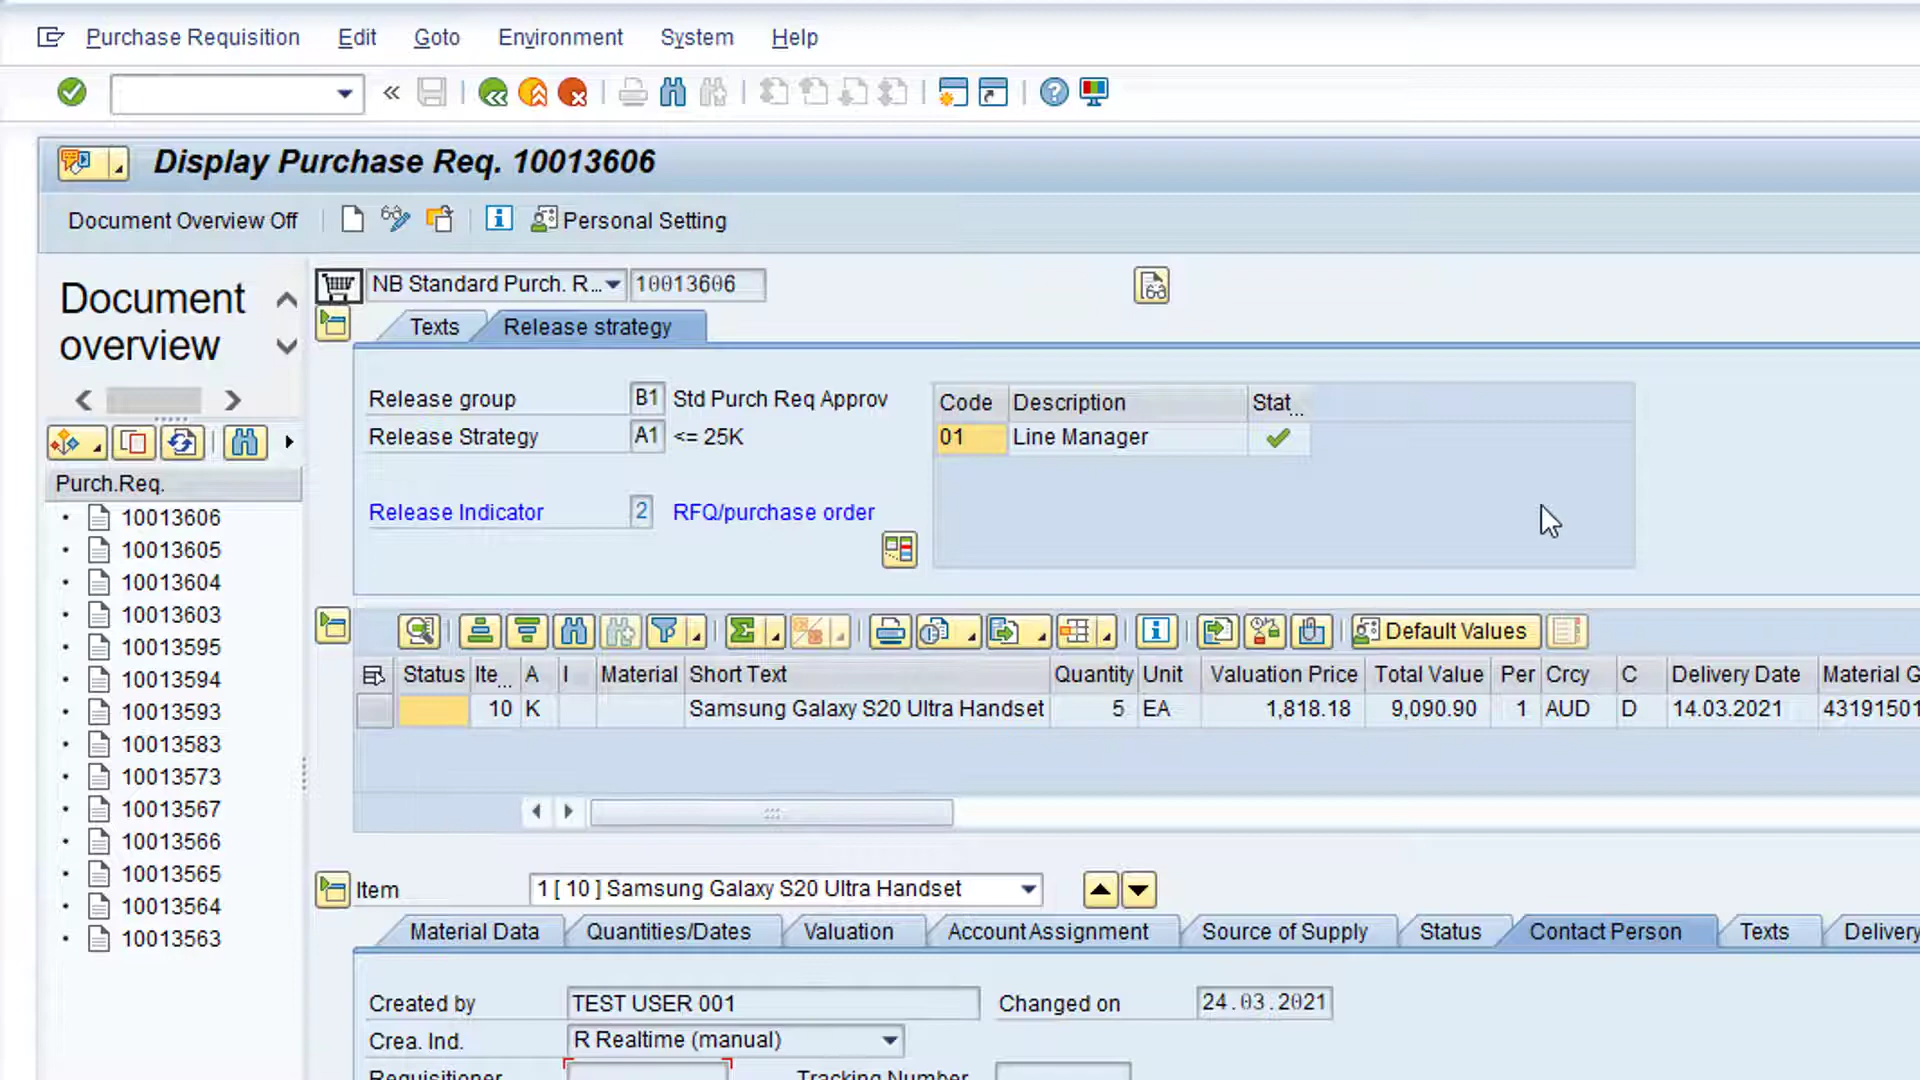 Purchase Requisition Edit Goto Environment System Help
Display Purchase Req. 10013606
Document Overview Off Personal Setting
Document
overview
NB Standard Purch. R... 10013606
Texts Release strategy
Release group B1 Std Purch Req Approv
Release Strategy A1 <= 25K
Release Indicator 2 RFQ/purchase order
Code Description Stat...
01 Line Manager
Purch.Req.
10013606
10013605
10013604
10013603
10013595
10013594
10013593
10013583
10013573
10013567
10013566
10013565
10013564
10013563
Default Values
Status Ite... A I Material Short Text Quantity Unit Valuation Price Total Value Per Crcy C Delivery Date Material G
10 K Samsung Galaxy S20 Ultra Handset 5 EA 1,818.18 9,090.90 1 AUD D 14.03.2021 43191501
Item 1 [ 10 ] Samsung Galaxy S20 Ultra Handset
Material Data Quantities/Dates Valuation Account Assignment Source of Supply Status Contact Person Texts Delivery
Created by TEST USER 001 Changed on 24.03.2021
Crea. Ind. R Realtime (manual)
Requisitioner Tracking Number